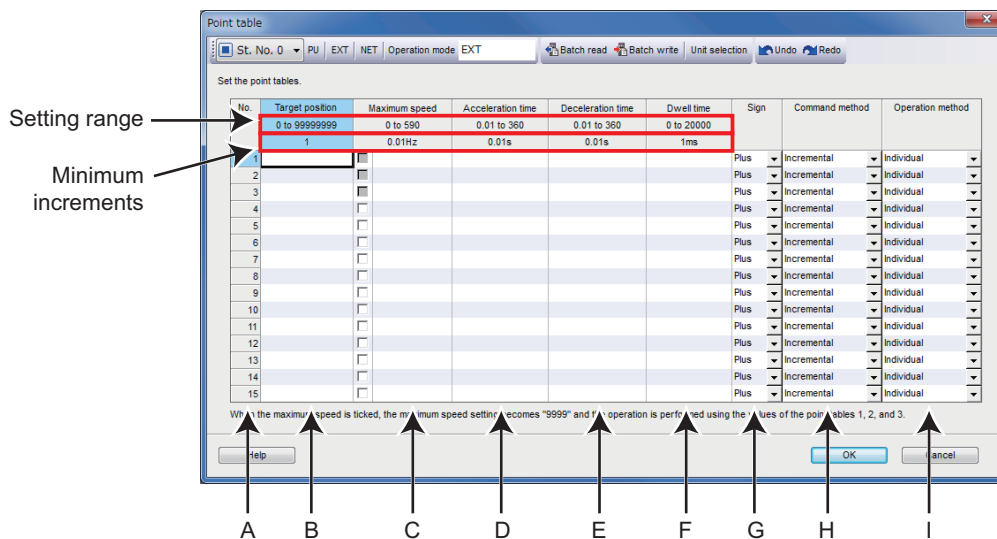 Point table
St. No. 0 PU EXT NET Operation mode EXT Batch read Batch write Unit selection Undo Redo
Set the point tables.
No. Target position Maximum speed Acceleration time Deceleration time Dwell time Sign Command method Operation method
Setting range
0 to 99999999 0 to 590 0.01 to 360 0.01 to 360 0 to 20000
1 0.01Hz 0.01s 0.01s 1ms
Minimum
increments
1 Plus Incremental Individual
2 Plus Incremental Individual
3 Plus Incremental Individual
4 Plus Incremental Individual
5 Plus Incremental Individual
6 Plus Incremental Individual
7 Plus Incremental Individual
8 Plus Incremental Individual
9 Plus Incremental Individual
10 Plus Incremental Individual
11 Plus Incremental Individual
12 Plus Incremental Individual
13 Plus Incremental Individual
14 Plus Incremental Individual
15 Plus Incremental Individual
When the maximum speed is ticked, the maximum speed setting becomes "9999" and the operation is performed using the values of the point tables 1, 2, and 3.
Help OK Cancel
A B C D E F G H I